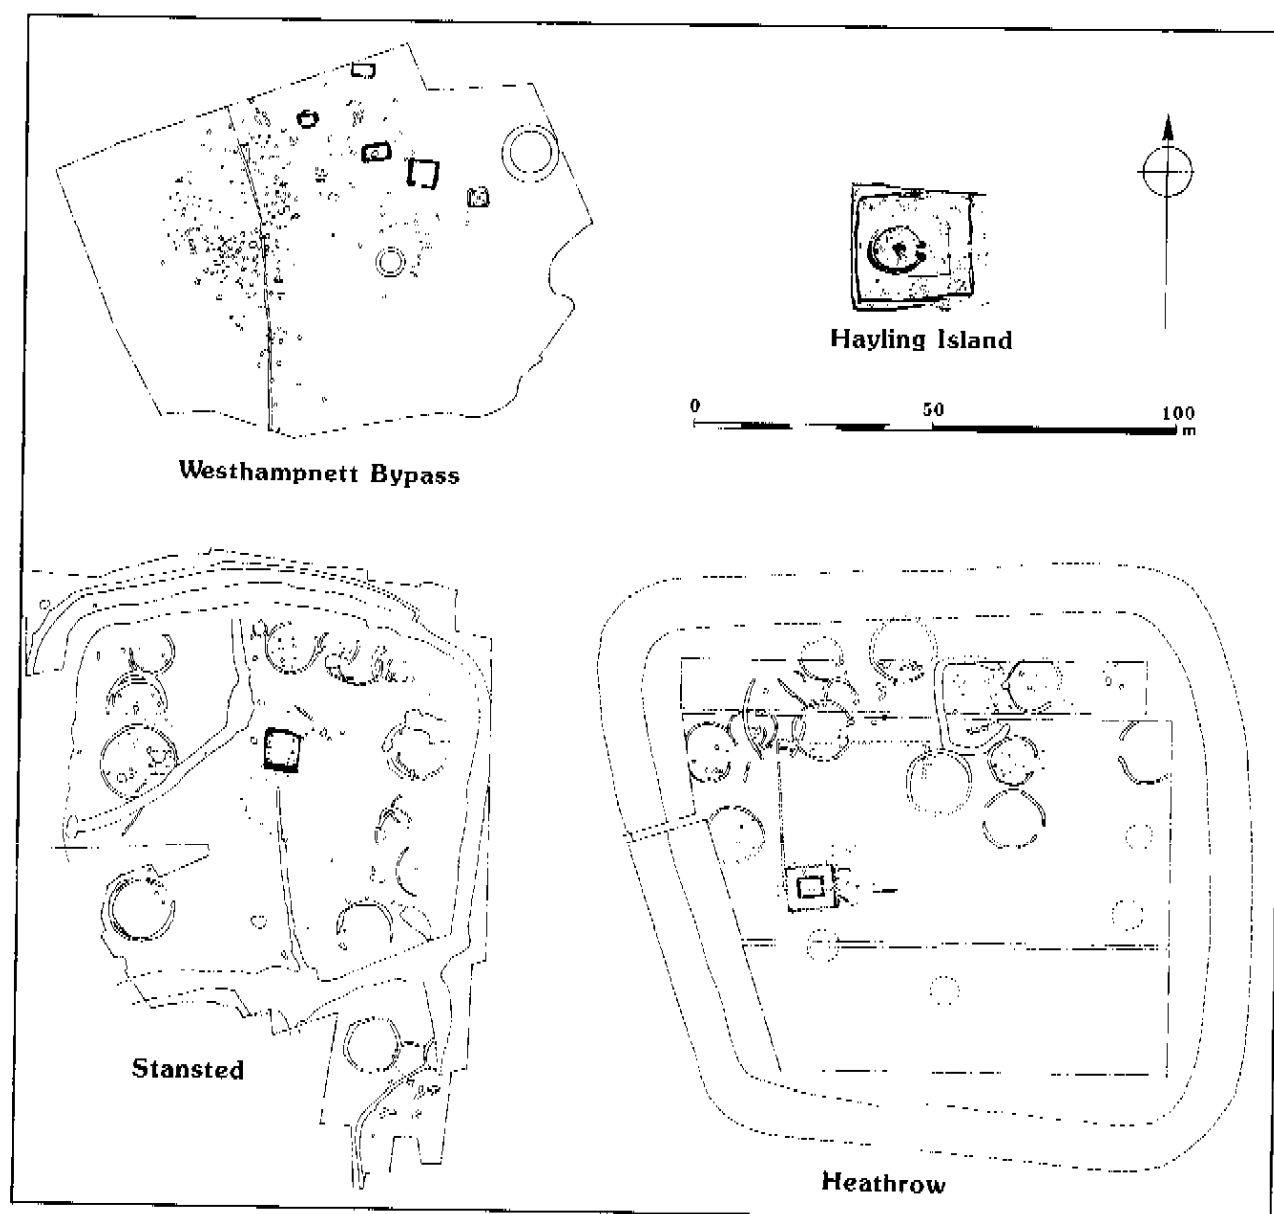 Westhampnett Bypass
Hayling Island
0 50 100
m
Stansted
Heathrow